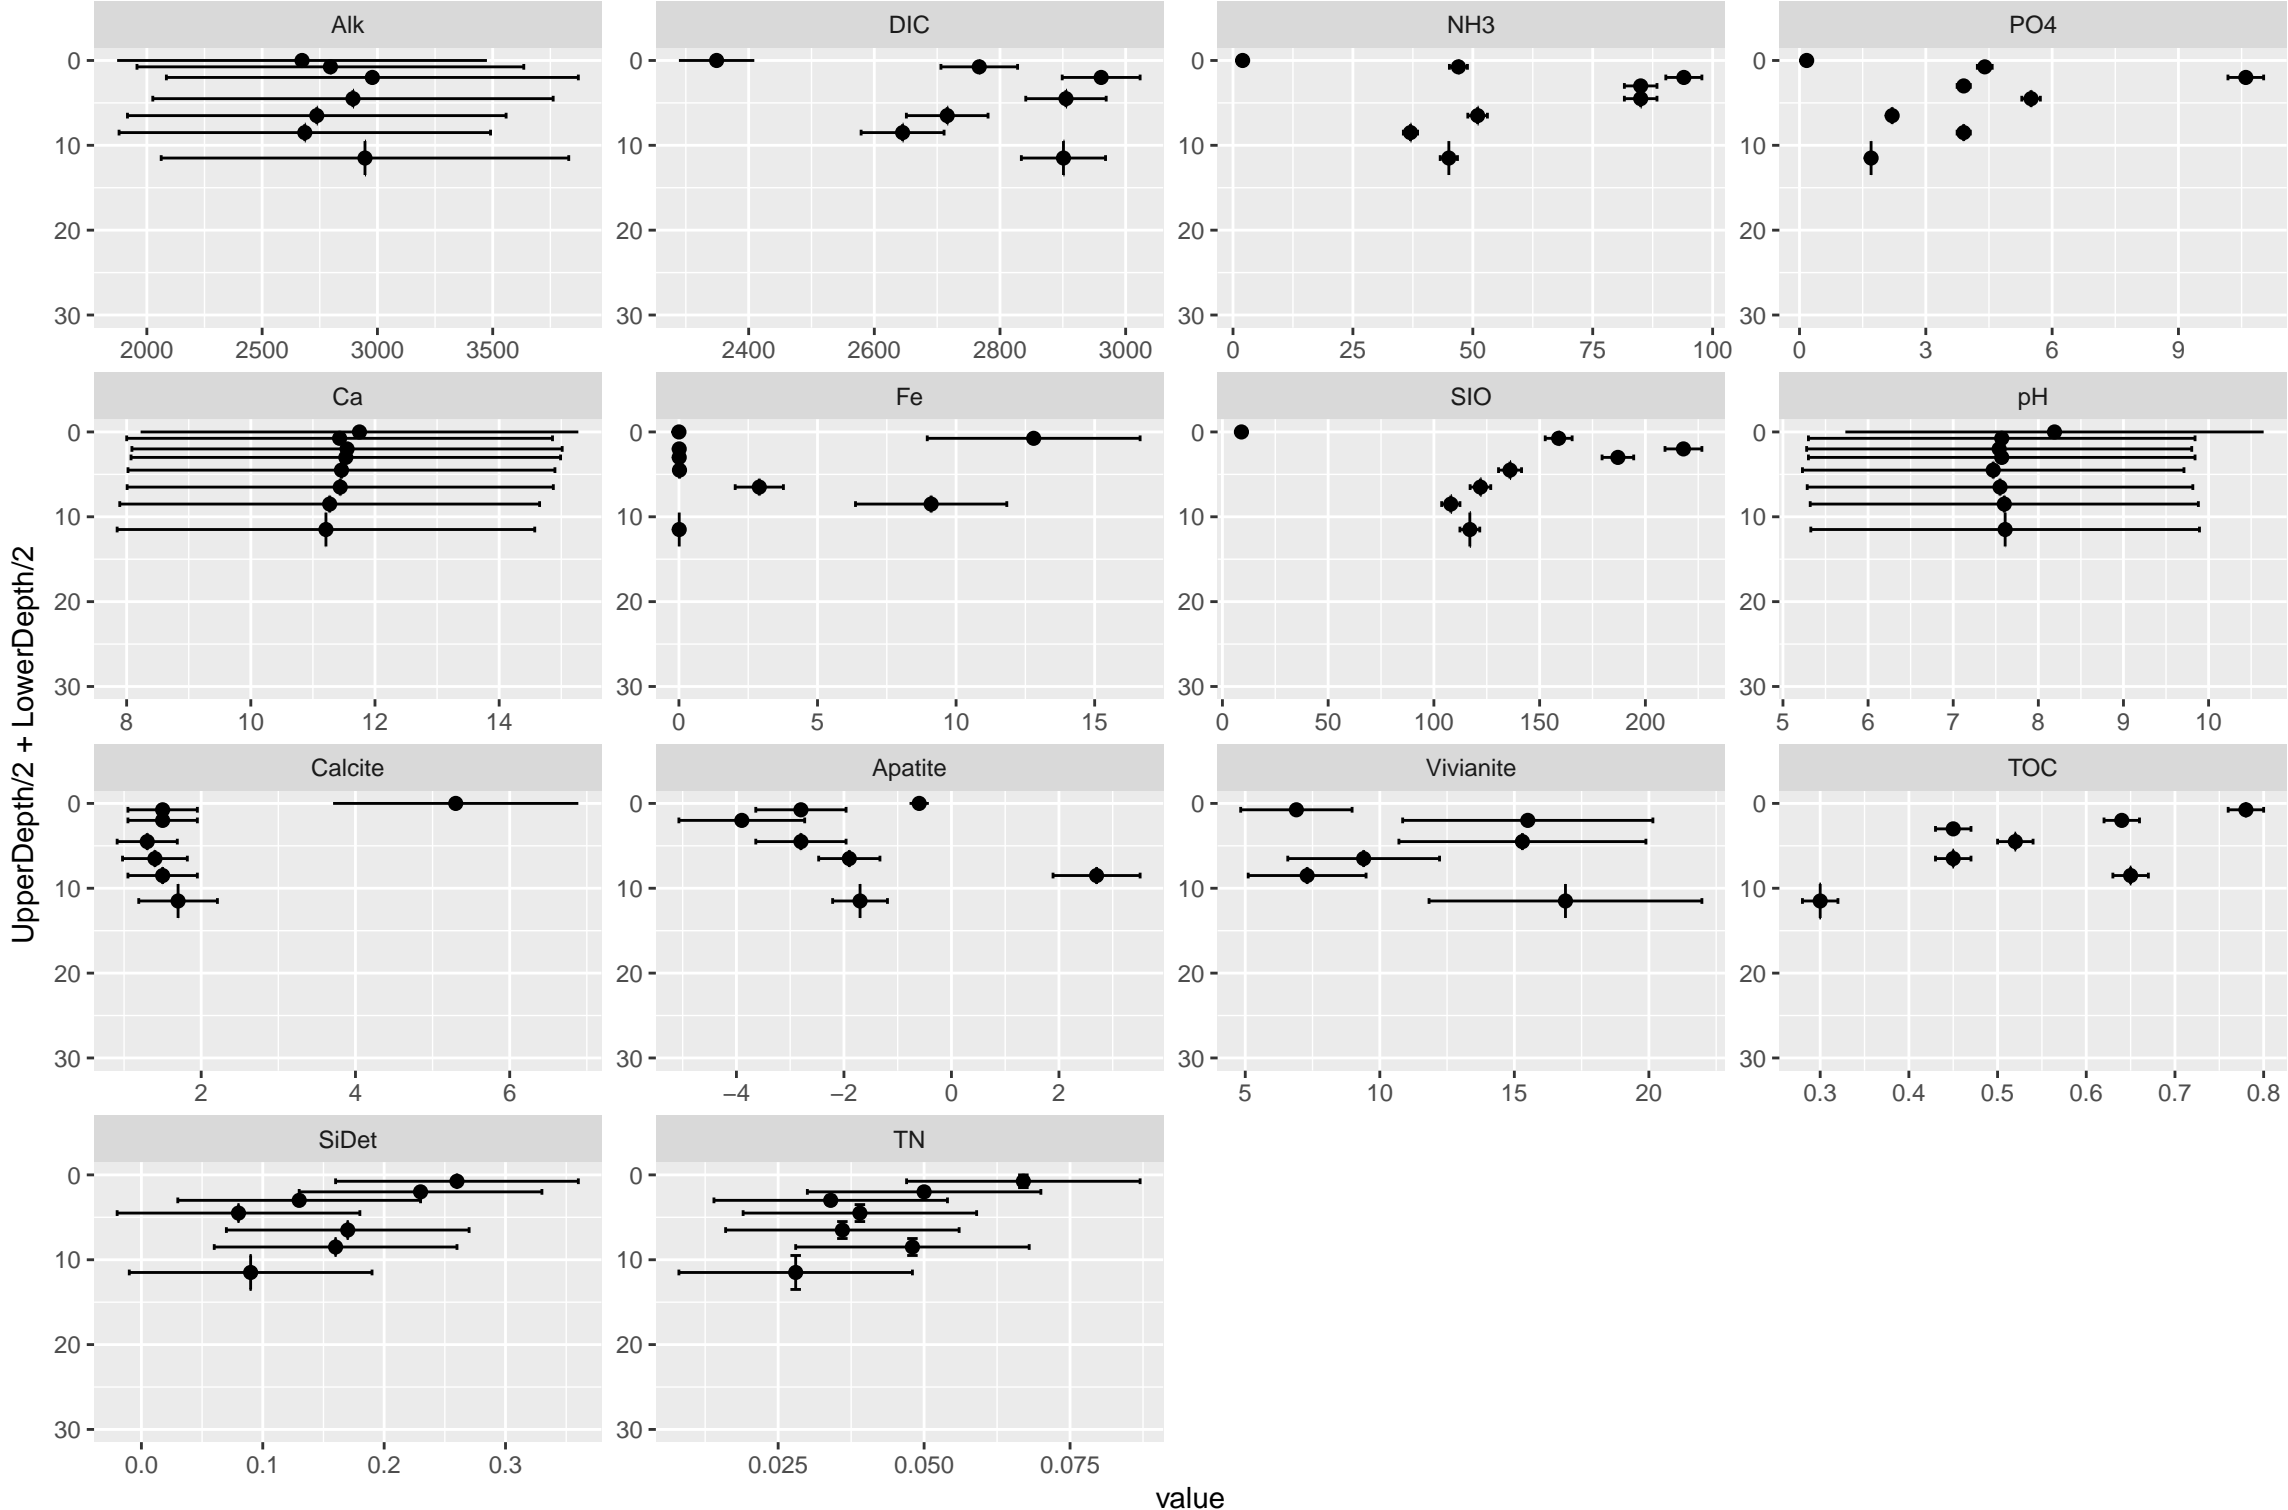 Alk DIC NH3 PO4
0 0 0 0
10 10 10 10
20 20 20 20
30 30 30 30
2000 2500 3000 3500 2400 2600 2800 3000 0 25 50 75 100 0 3 6 9
Ca Fe SIO pH
0 0 0 0
10 10 10 10
20 20 20 20
30 30 30 30
8 10 12 14 0 5 10 15 0 50 100 150 200 5 6 7 8 9 10
UpperDepth/2 + LowerDepth/2
Calcite Apatite Vivianite TOC
0 0 0 0
10 10 10 10
20 20 20 20
30 30 30 30
2 4 6 −4 −2 0 2 5 10 15 20 0.3 0.4 0.5 0.6 0.7 0.8
SiDet TN
0 0
10 10
20 20
30 30
0.0 0.1 0.2 0.3 0.025 0.050 0.075
value